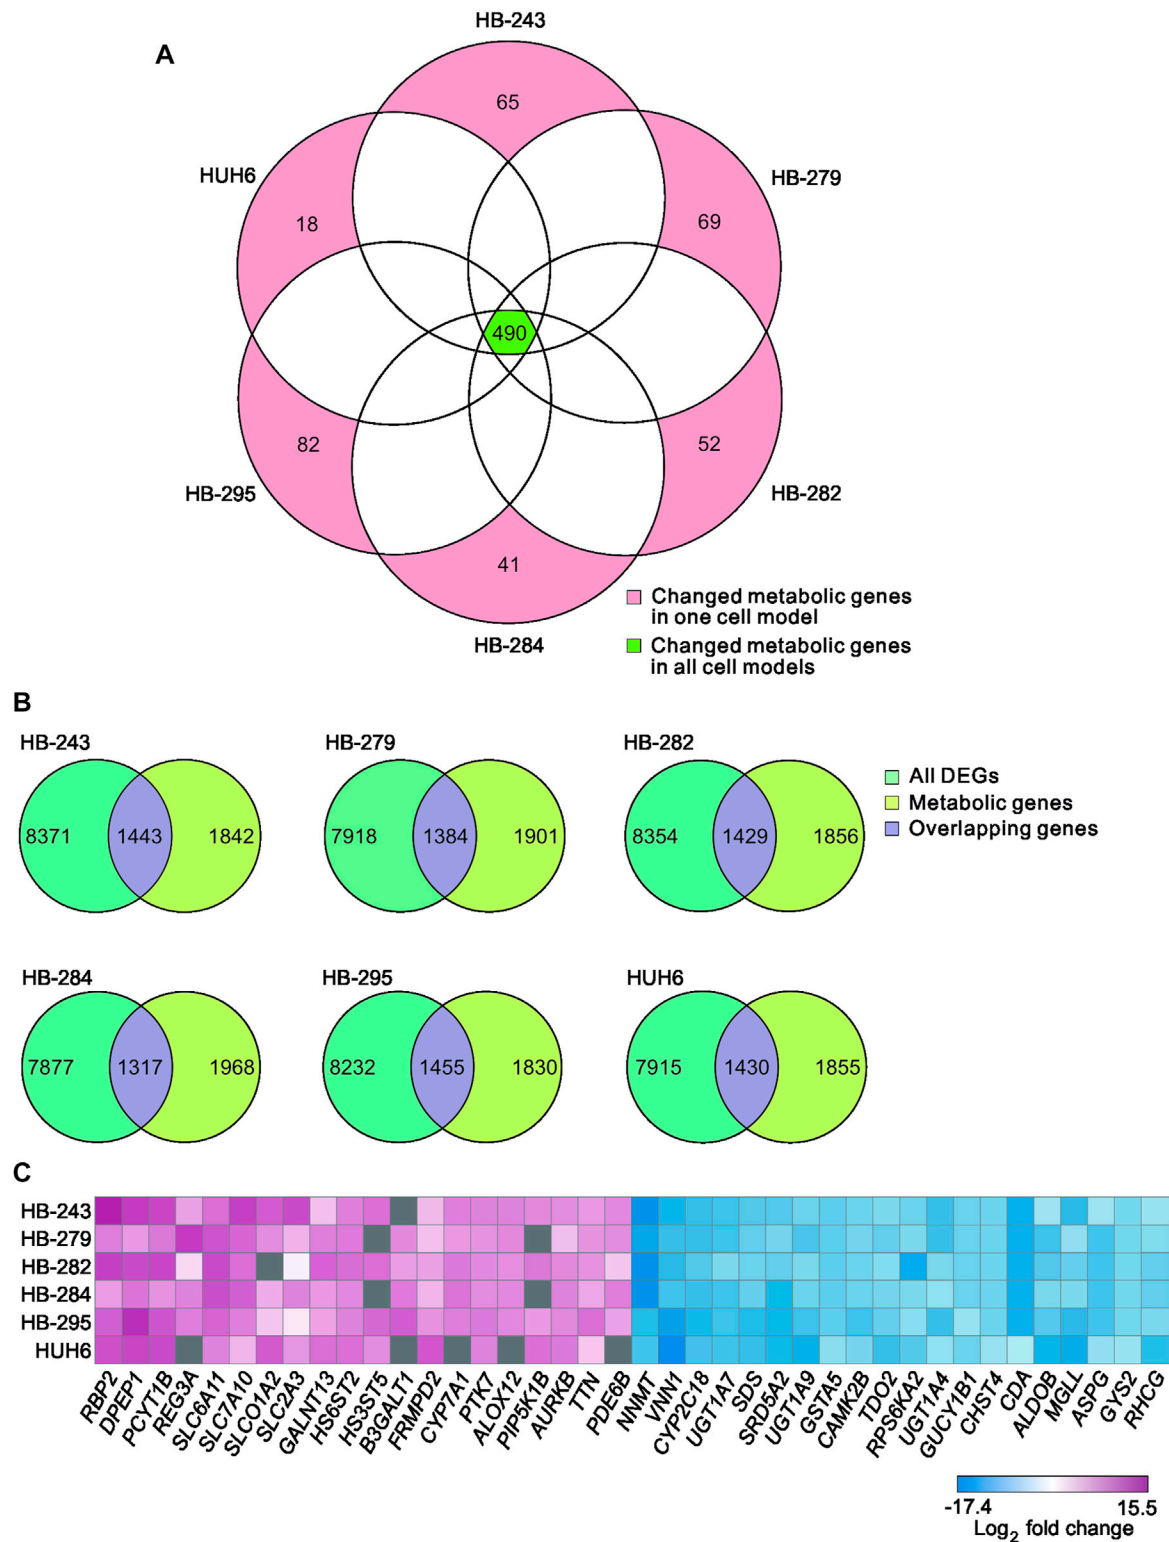 A
HB-243
65
HUH6
HB-279
18
69
490
82
52
HB-295
HB-282
41
HB-284
Changed metabolic genes
in one cell model
Changed metabolic genes
in all cell models
B
HB-243
HB-279
HB-282
8371 1443 1842
7918 1384 1901
8354 1429 1856
All DEGs
Metabolic genes
Overlapping genes
HB-284
HB-295
HUH6
7877 1317 1968
8232 1455 1830
7915 1430 1855
C
HB-243
HB-279
HB-282
HB-284
HB-295
HUH6
RBP2
DPEP1
PCYT1B
REG3A
SLC6A11
SLC7A10
SLCO1A2
SLC2A3
GALNT13
HS6ST2
HS3ST5
B3GALT1
FRMPD2
CYP7A1
PTK7
ALOX12
PIP5K1B
AURKB
TTN
PDE6B
NNMT
VNN1
CYP2C18
UGT1A7
SDS
SRD5A2
UGT1A9
GSTA5
CAMK2B
TDO2
RPS6KA2
UGT1A4
GUCY1B1
CHST4
CDA
ALDOB
MGLL
ASPG
GYS2
RHCG
-17.4 15.5
Log2 fold change